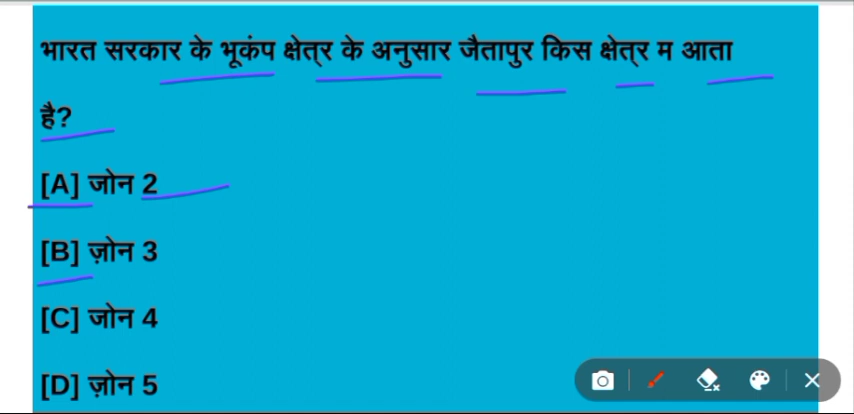 भारत सरकार के भूकंप क्षेत्र के अनुसार जैतापुर किस क्षेत्र म आता
है?
[A] जोन 2
[B] ज़ोन 3
[C] जोन 4
[D] ज़ोन 5